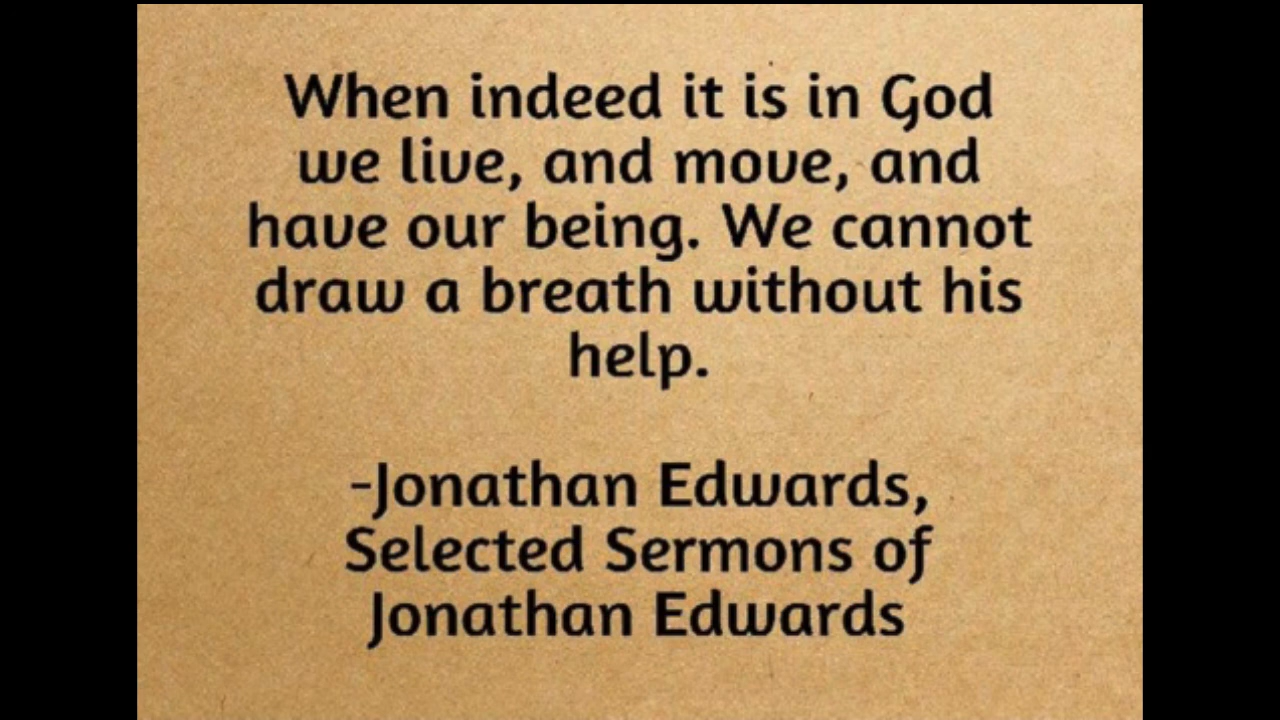 When indeed it is in God
we live, and move, and
have our being. We cannot
draw a breath without his
help.
-Jonathan Edwards,
Selected Sermons of
Jonathan Edwards